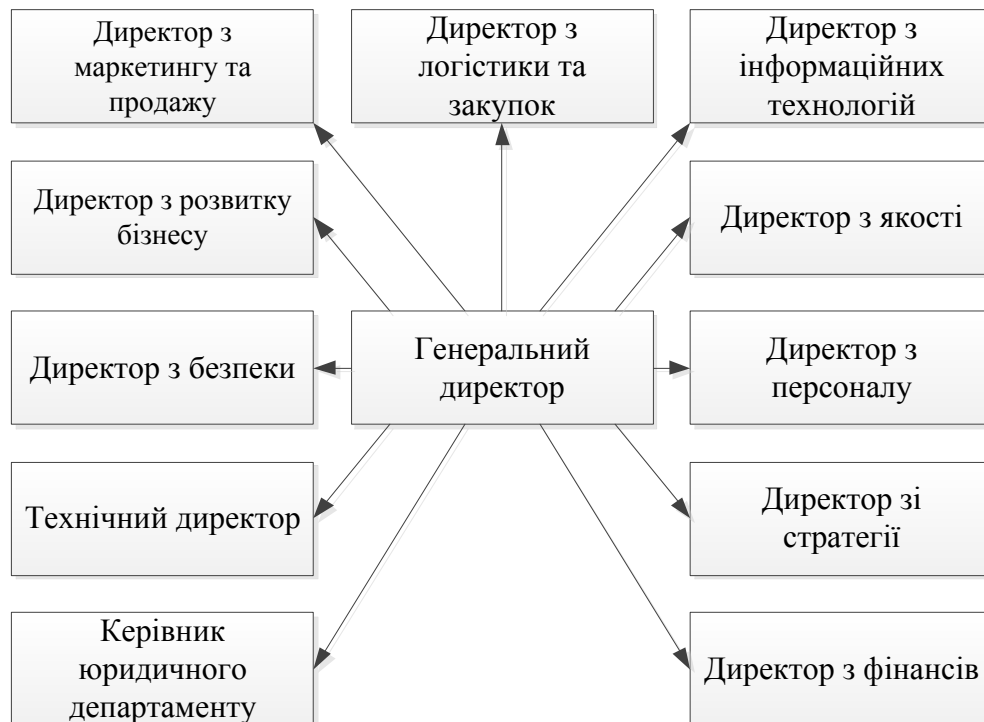 Директор з
маркетингу та
продажу
Директор з
логістики та
закупок
Директор з
інформаційних
технологій
Директор з розвитку
бізнесу
Директор з якості
Директор з безпеки
Генеральний
директор
Директор з
персоналу
Технічний директор
Директор зі
стратегії
Керівник
юридичного
департаменту
Директор з фінансів